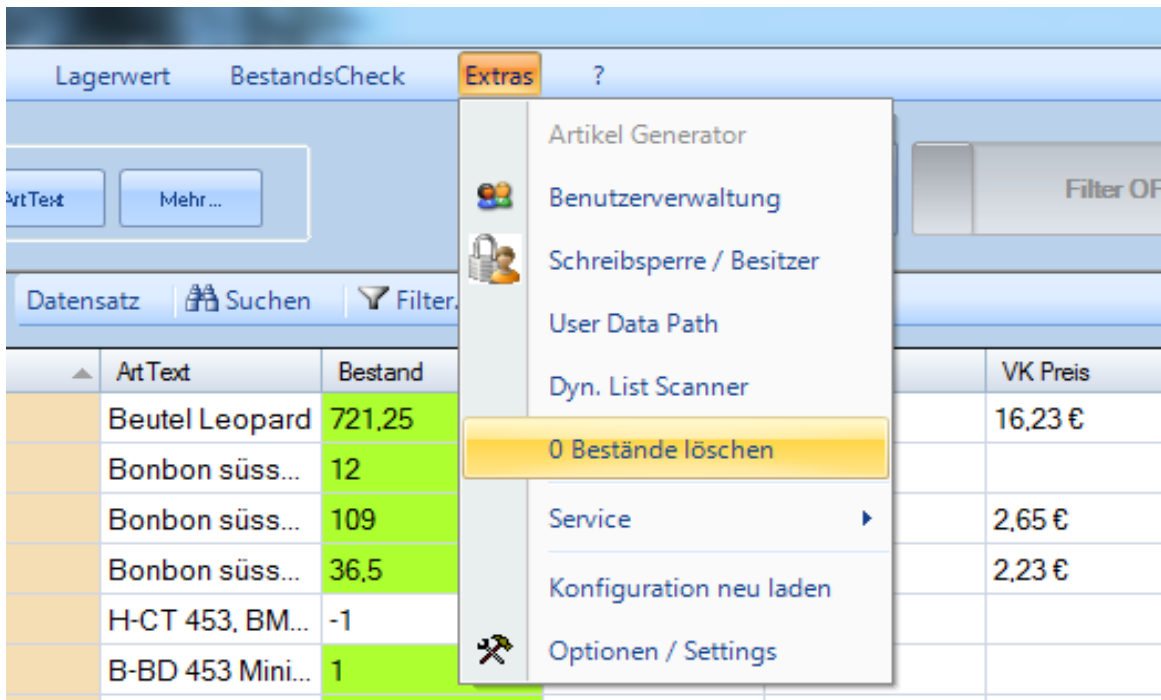 Lagerwert BestandsCheck Extras ?
Artikel Generator
ArtText Mehr... Benutzerverwaltung Filter OF
Schreibsperre / Besitzer
Datensatz Suchen Filter.
User Data Path
ArtText Bestand Dyn. List Scanner VK Preis
Beutel Leopard 721,25 16,23 €
0 Bestände löschen
Bonbon süss... 12
Bonbon süss... 109 Service 2,65 €
Bonbon süss... 36,5 2,23 €
Konfiguration neu laden
H-CT 453, BM... -1
Optionen / Settings
B-BD 453 Mini... 1